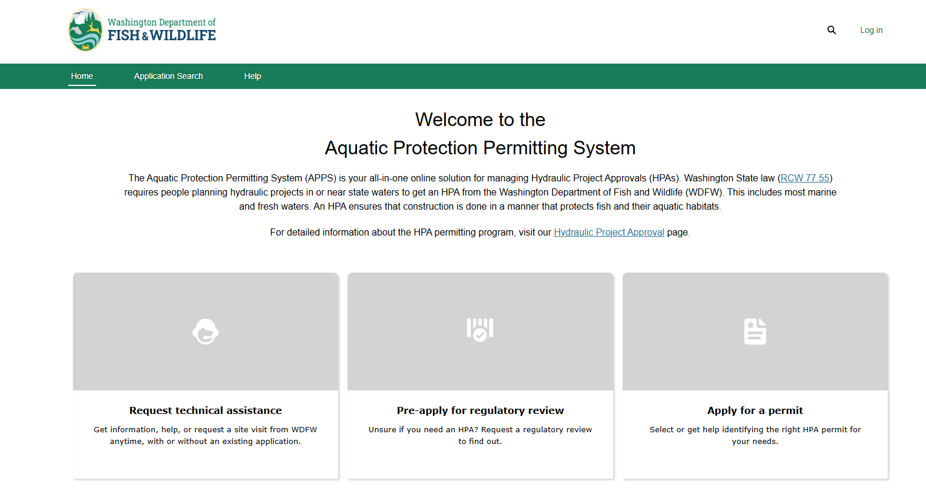 Washington Department of
FISH & WILDLIFE
Log in
Home
Application Search
Help
Welcome to the
Aquatic Protection Permitting System
The Aquatic Protection Permitting System (APPS) is your all-in-one online solution for managing Hydraulic Project Approvals (HPAs). Washington State law (RCW 77.55)
requires people planning hydraulic projects in or near state waters to get an HPA from the Washington Department of Fish and Wildlife (WDFW). This includes most marine
and fresh waters. An HPA ensures that construction is done in a manner that protects fish and their aquatic habitats.
For detailed information about the HPA permitting program, visit our Hydraulic Project Approval page.
Request technical assistance
Get information, help, or request a site visit from WDFW
anytime, with or without an existing application.
Pre-apply for regulatory review
Unsure if you need an HPA? Request a regulatory review
to find out.
Apply for a permit
Select or get help identifying the right HPA permit for
your needs.